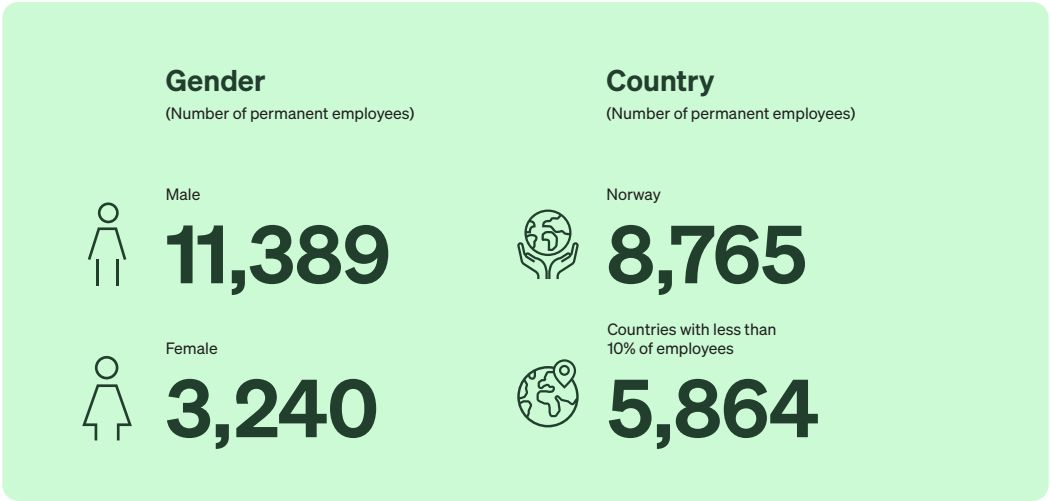 Gender
(Number of permanent employees)
Male
11,389
Female
3,240
Country
(Number of permanent employees)
Norway
8,765
Countries with less than
10% of employees
5,864